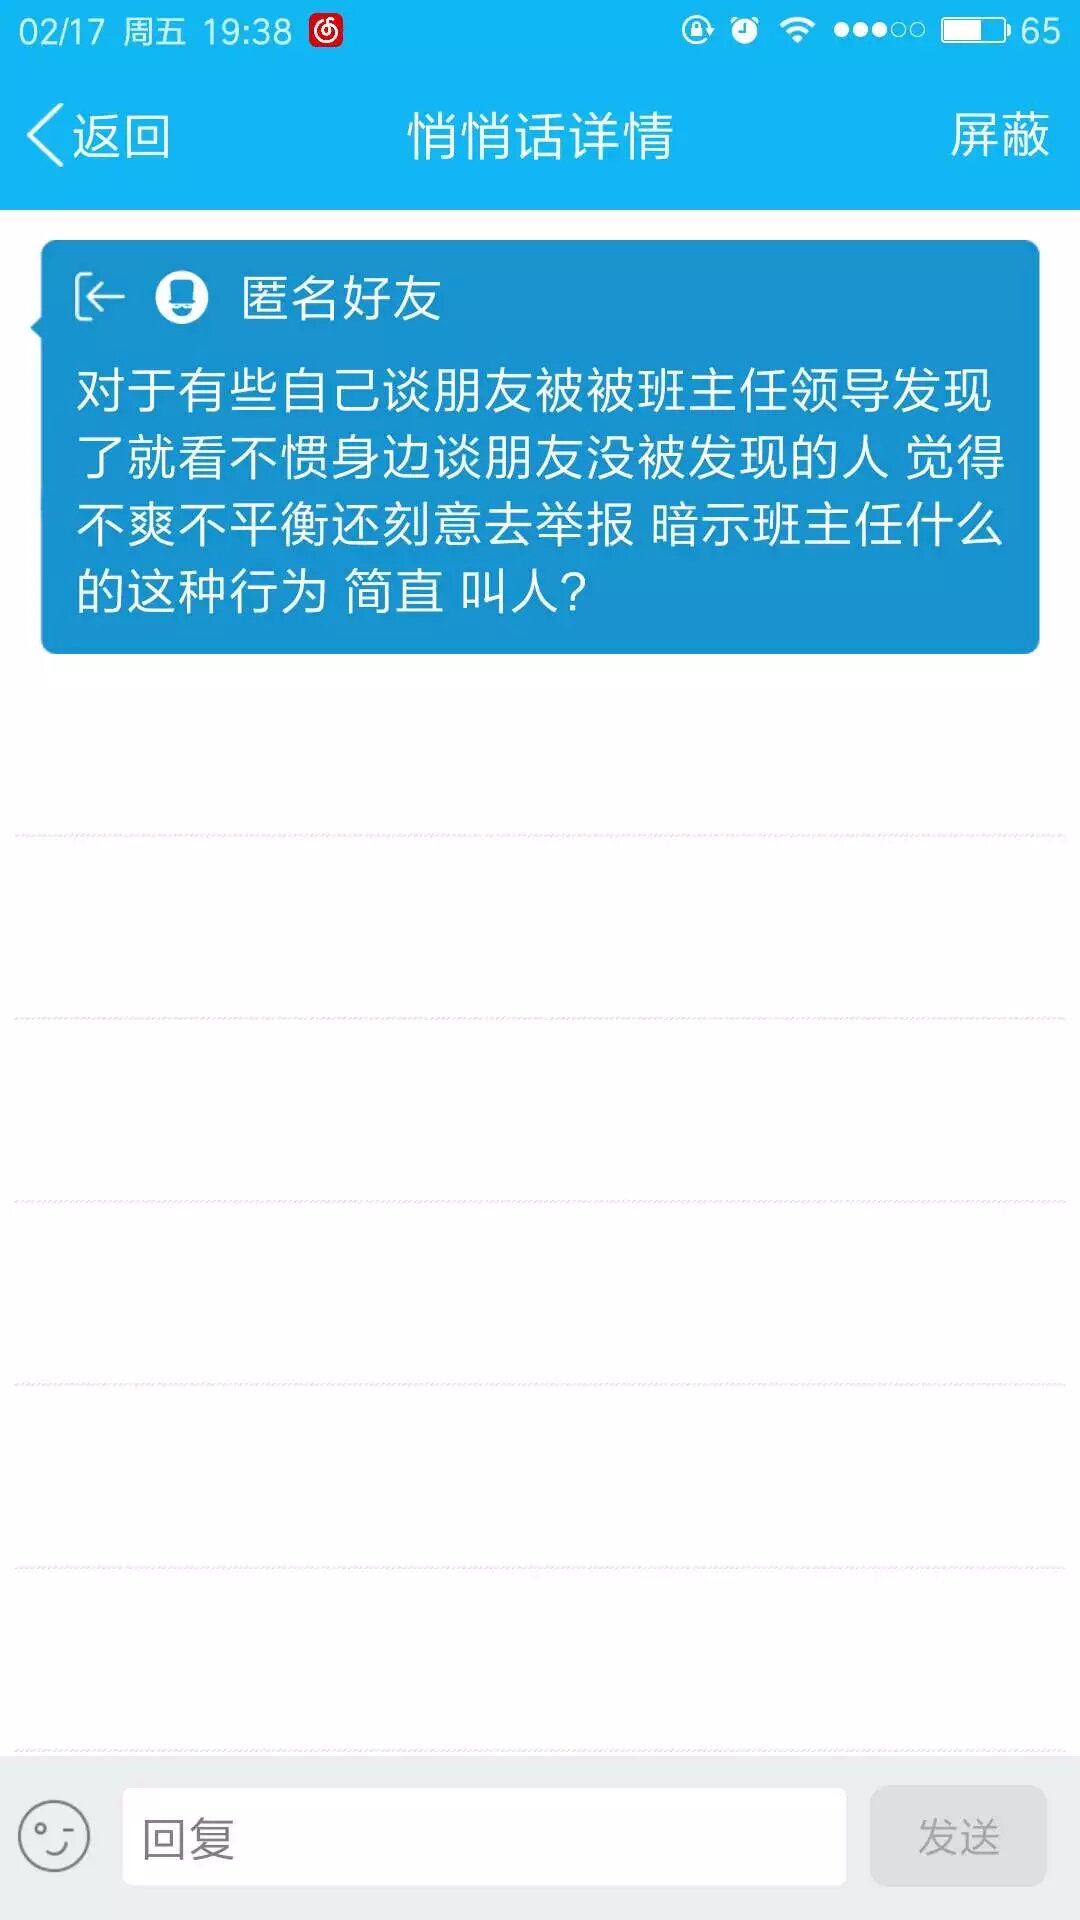 02/17 周五 19:38 65
返回 悄悄话详情 屏蔽
匿名好友
对于有些自己谈朋友被被班主任领导发现
了就看不惯身边谈朋友没被发现的人 觉得
不爽不平衡还刻意去举报 暗示班主任什么
的这种行为 简直 叫人?
回复 发送